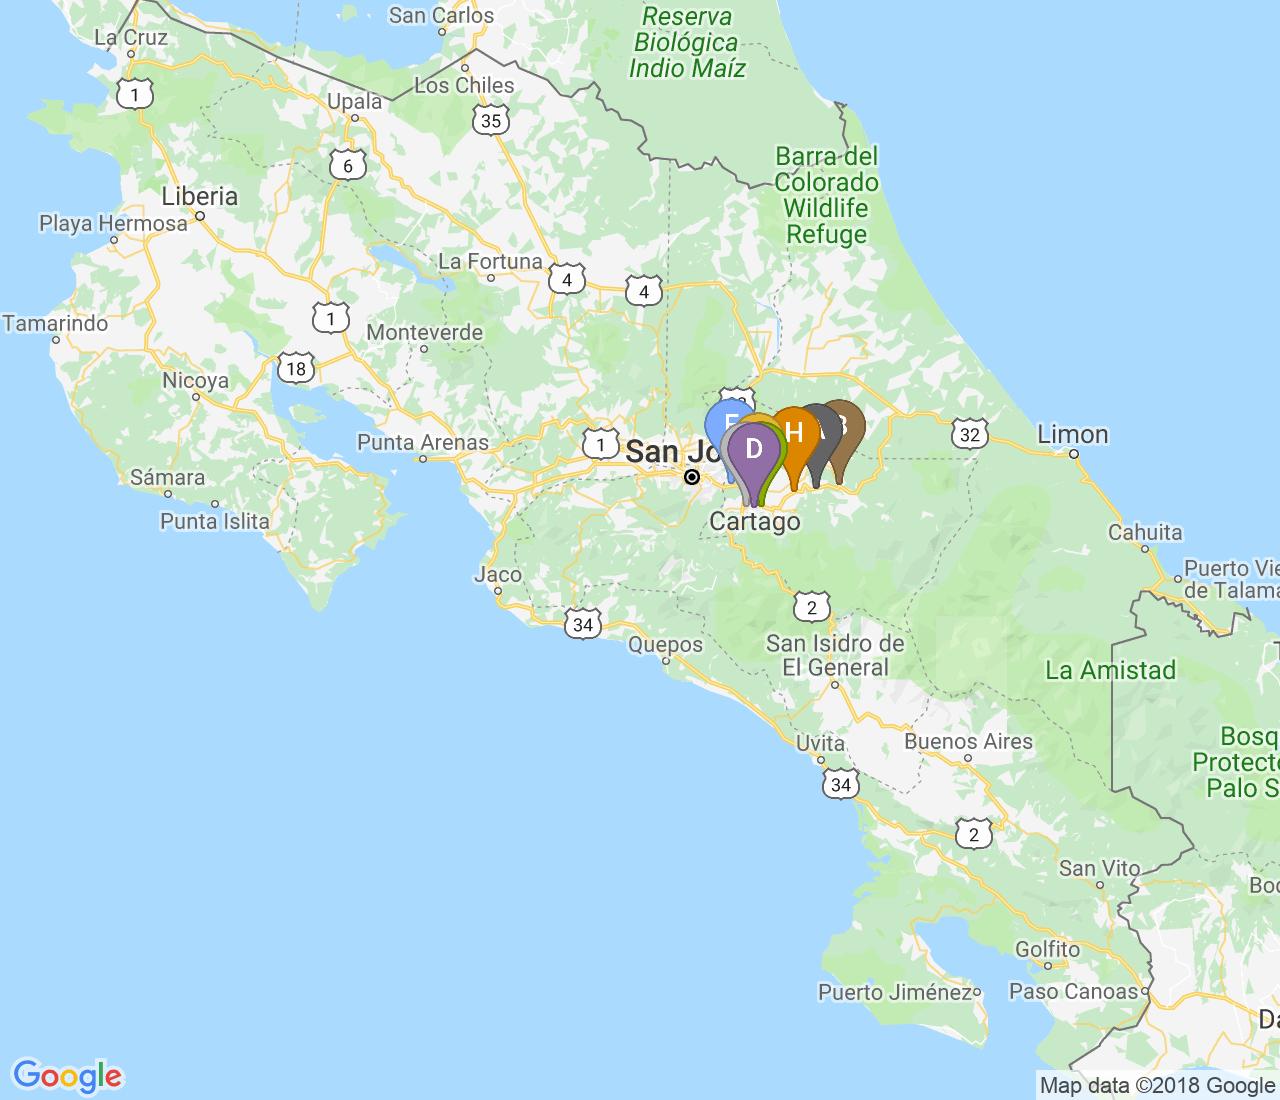 San Carlos
La Cruz
Reserva
Biológica
Indio Maíz
Los Chiles
1
Upala
35
6
Barra del
Colorado
Wildlife
Refuge
Liberia
Playa Hermosa
La Fortuna
4
4
1
Tamarindo
Monteverde
18
Nicoya
Punta Arenas
1
San Jo
H
B
D
32
Limon
Sámara
Punta Islita
Cartago
Cahuita
Puerto Vie
de Talama
Jaco
34
2
Quepos
San Isidro de
El General
La Amistad
Uvita
Buenos Aires
Bosq
Protecto
Palo S
34
2
San Vito
Boc
Golfito
Puerto Jiménez
Paso Canoas
Da
Google
Map data ©2018 Google